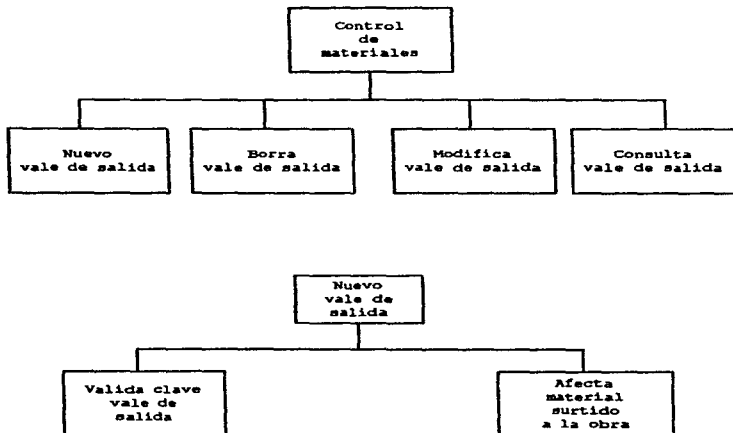 Control
de
materiales
Nuevo
vale de salida
Borra
vale de salida
Modifica
vale de salida
Consulta
vale de salida
Nuevo
vale de
salida
Valida clave
vale de
salida
Afecta
material
surtido
a la obra